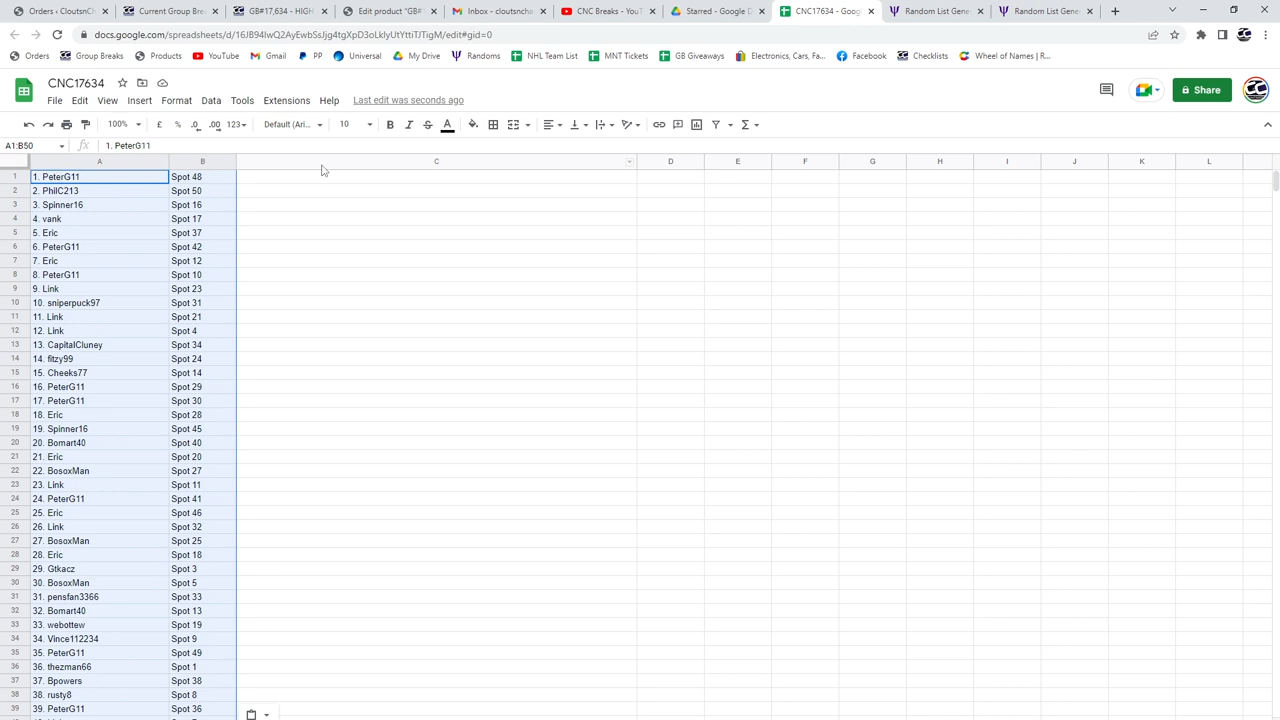 Orders < CloutsnC
Current Group Brea
GB#17,634 - HIGH
Edit product "GB#
Inbox - cloutsncha
CNC Breaks - YouT
Starred - Google D
CNC17634 - Goog
Random List Gene
Random List Gene
docs.google.com/spreadsheets/d/
Orders Group Breaks Products YouTube Gmail PP Universal My Drive Randoms NHL Team List MNT Tickets GB Giveaways Electronics, Cars, Fa... Facebook Checklists Wheel of Names | R...
CNC17634
File Edit View Insert Format Data Tools Extensions Help Last edit was seconds ago
Share
100% £ % .0 .00 123 Default (Ari... 10 B I S A
A1:B50 fx 1. PeterG11
A B C D E F G H I J K L
1 1. PeterG11 Spot 48
2 2. PhilC213 Spot 50
3 3. Spinner16 Spot 16
4 4. vank Spot 17
5 5. Eric Spot 37
6 6. PeterG11 Spot 42
7 7. Eric Spot 12
8 8. PeterG11 Spot 10
9 9. Link Spot 23
10 10. sniperpuck97 Spot 31
11 11. Link Spot 21
12 12. Link Spot 4
13 13. CapitalCluney Spot 34
14 14. fitzy99 Spot 24
15 15. Cheeks77 Spot 14
16 16. PeterG11 Spot 29
17 17. PeterG11 Spot 30
18 18. Eric Spot 28
19 19. Spinner16 Spot 45
20 20. Bomart40 Spot 40
21 21. Eric Spot 20
22 22. BosoxMan Spot 27
23 23. Link Spot 11
24 24. PeterG11 Spot 41
25 25. Eric Spot 46
26 26. Link Spot 32
27 27. BosoxMan Spot 25
28 28. Eric Spot 18
29 29. Gtkacz Spot 3
30 30. BosoxMan Spot 5
31 31. pensfan3366 Spot 33
32 32. Bomart40 Spot 13
33 33. webottew Spot 19
34 34. Vince112234 Spot 9
35 35. PeterG11 Spot 49
36 36. thezman66 Spot 1
37 37. Bpowers Spot 38
38 38. rusty8 Spot 8
39 39. PeterG11 Spot 36